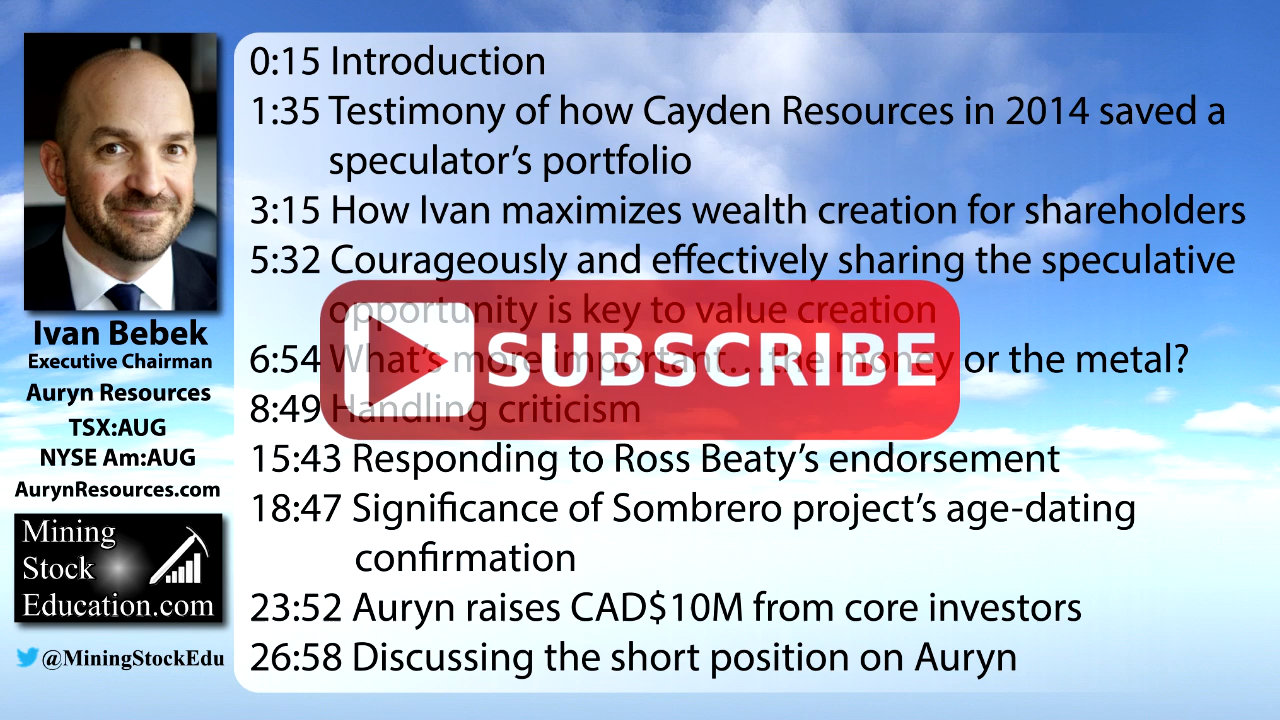 Ivan Bebek
Executive Chairman
Auryn Resources
TSX:AUG
NYSE Am:AUG
AurynResources.com
Mining
Stock
Education.com
@MiningStockEdu
0:15 Introduction
1:35 Testimony of how Cayden Resources in 2014 saved a
speculator's portfolio
3:15 How Ivan maximizes wealth creation for shareholders
5:32 Courageously and effectively sharing the speculative
opportunity is key to value creation
6:54 What's more important…the money or the metal?
8:49 Handling criticism
SUBSCRIBE
15:43 Responding to Ross Beaty's endorsement
18:47 Significance of Sombrero project's age-dating
confirmation
23:52 Auryn raises CAD$10M from core investors
26:58 Discussing the short position on Auryn